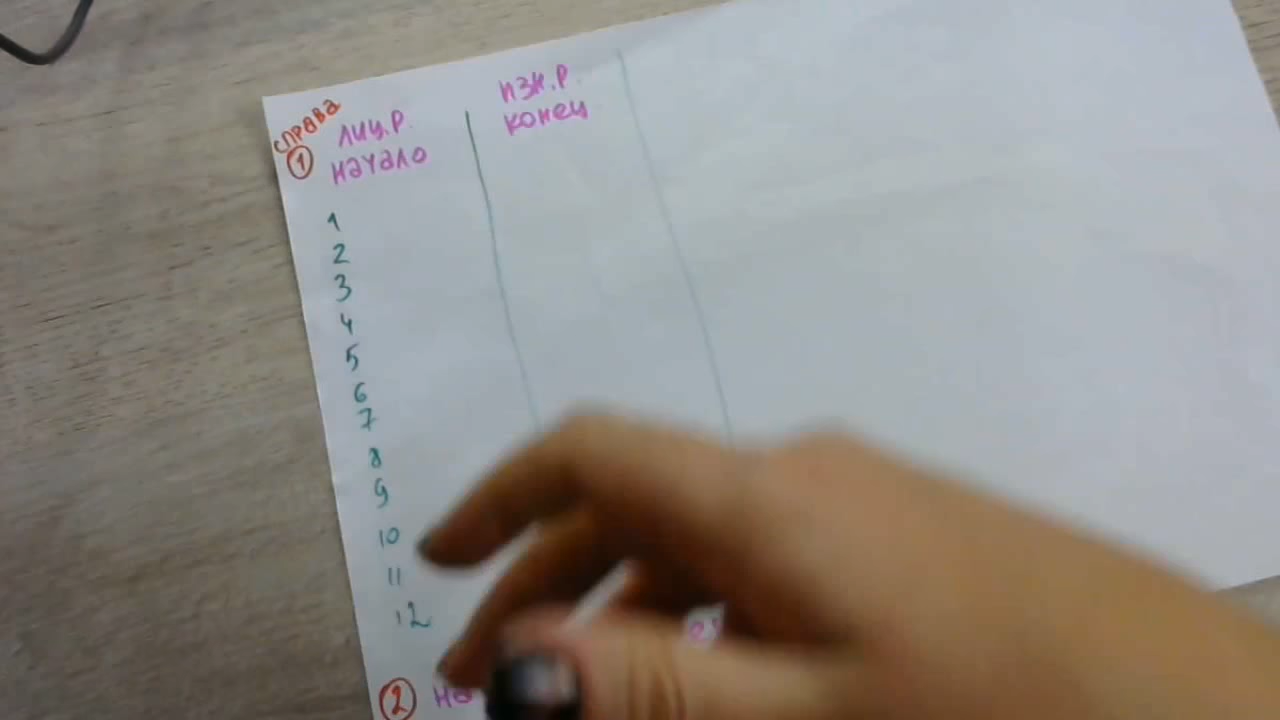 справа
1 лиц.р.
начало
изн.р.
конец
1
2
3
4
5
6
7
8
9
10
11
12
2